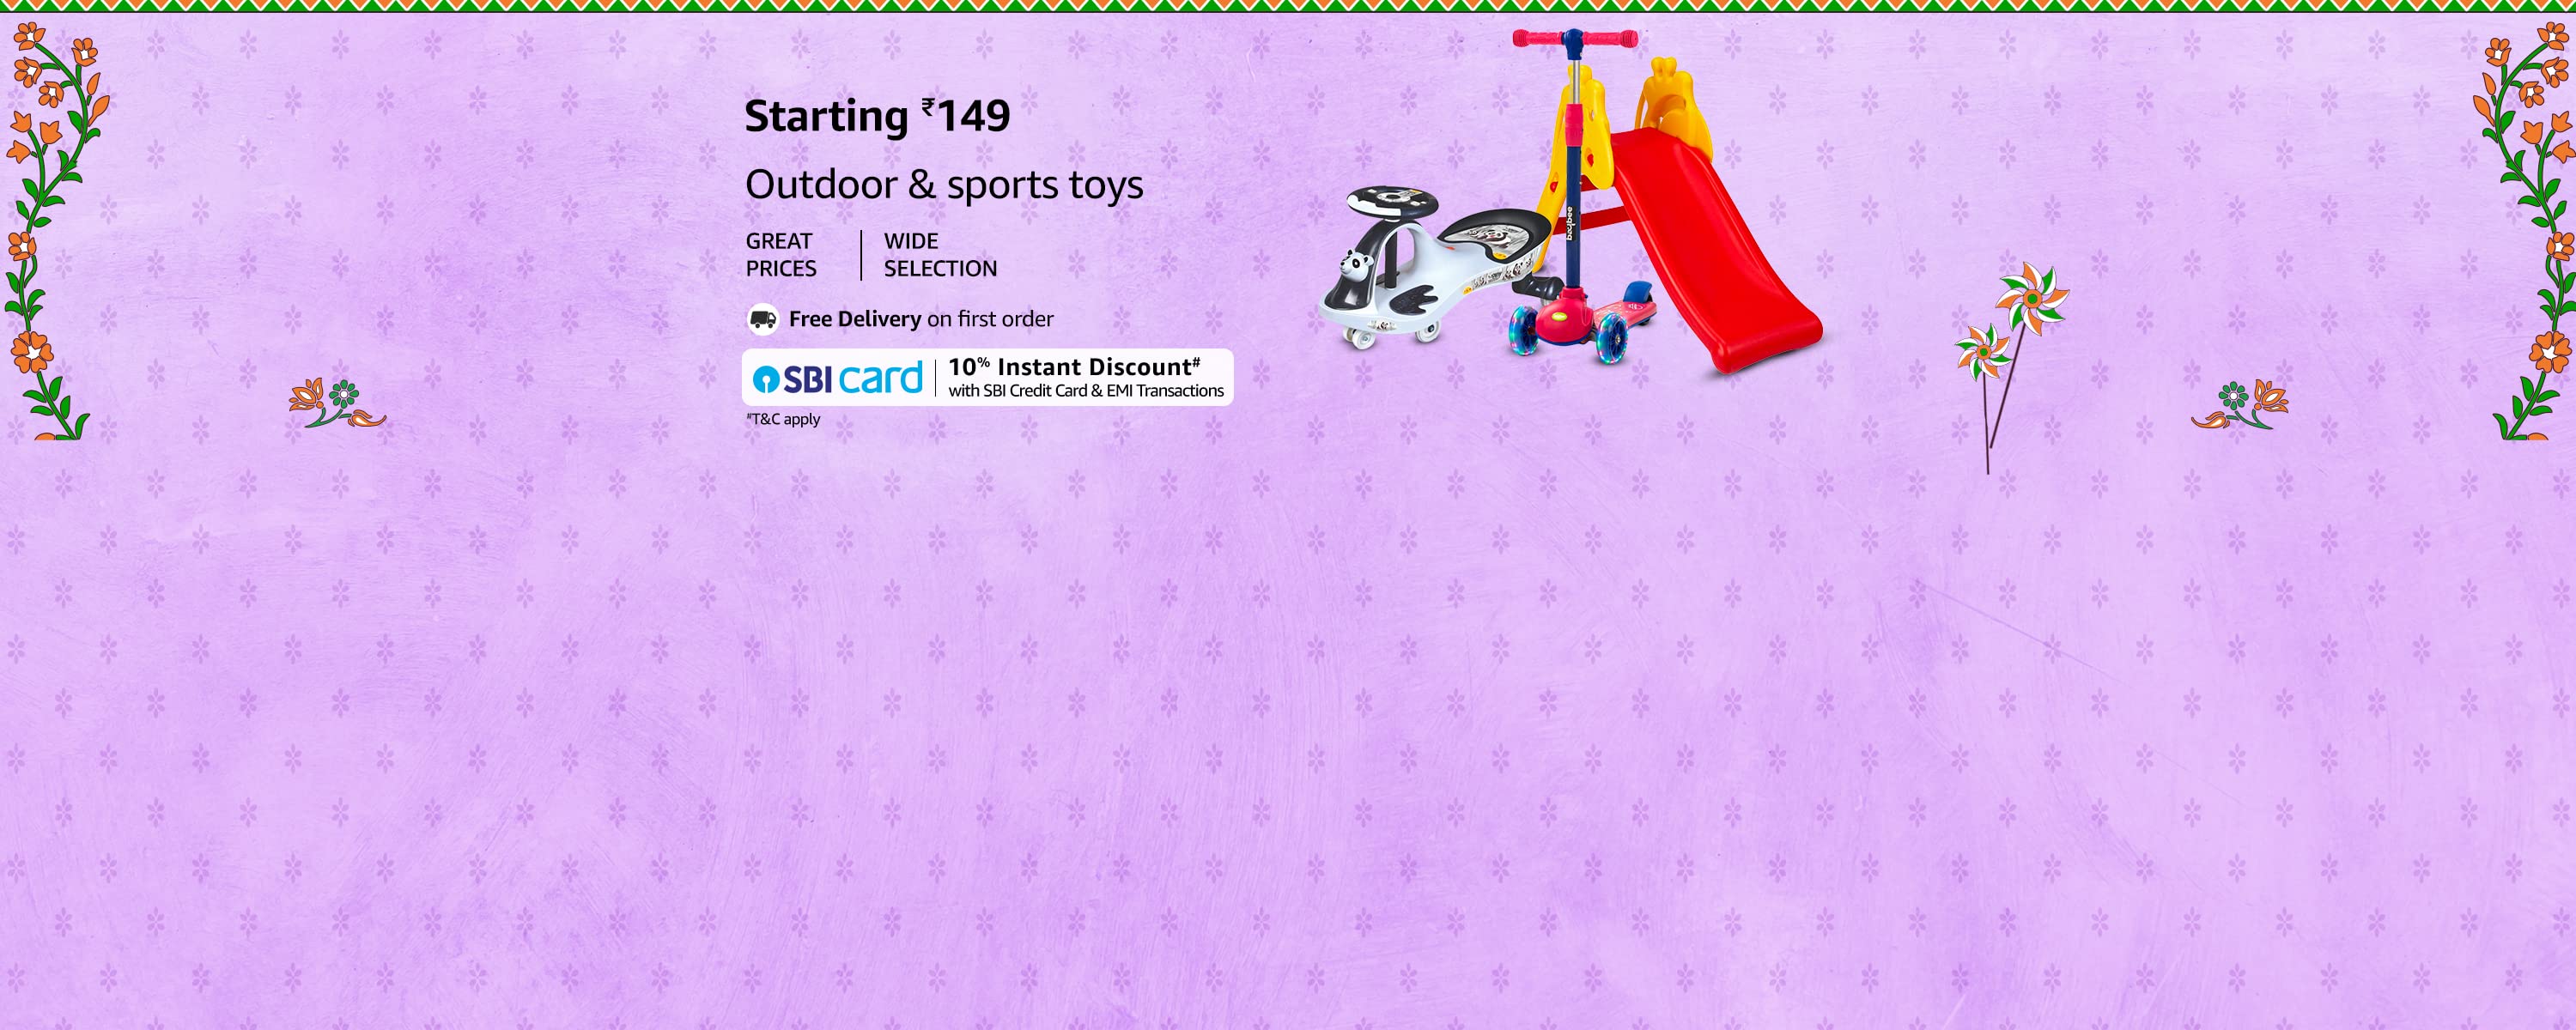 Starting ₹149
Outdoor & sports toys
GREAT PRICES
WIDE SELECTION
Free Delivery on first order
SBI card
10% Instant Discount#
with SBI Credit Card & EMI Transactions
#T&C apply
baybee